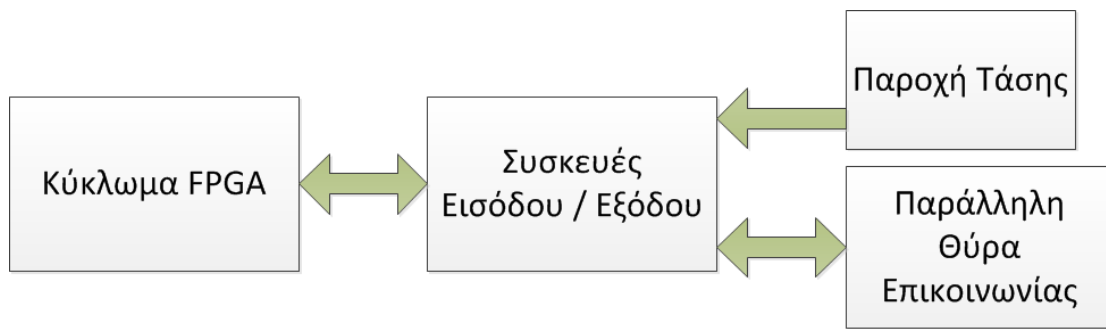 Κύκλωμα FPGA
Συσκευές
Εισόδου / Εξόδου
Παροχή Τάσης
Παράλληλη
Θύρα
Επικοινωνίας